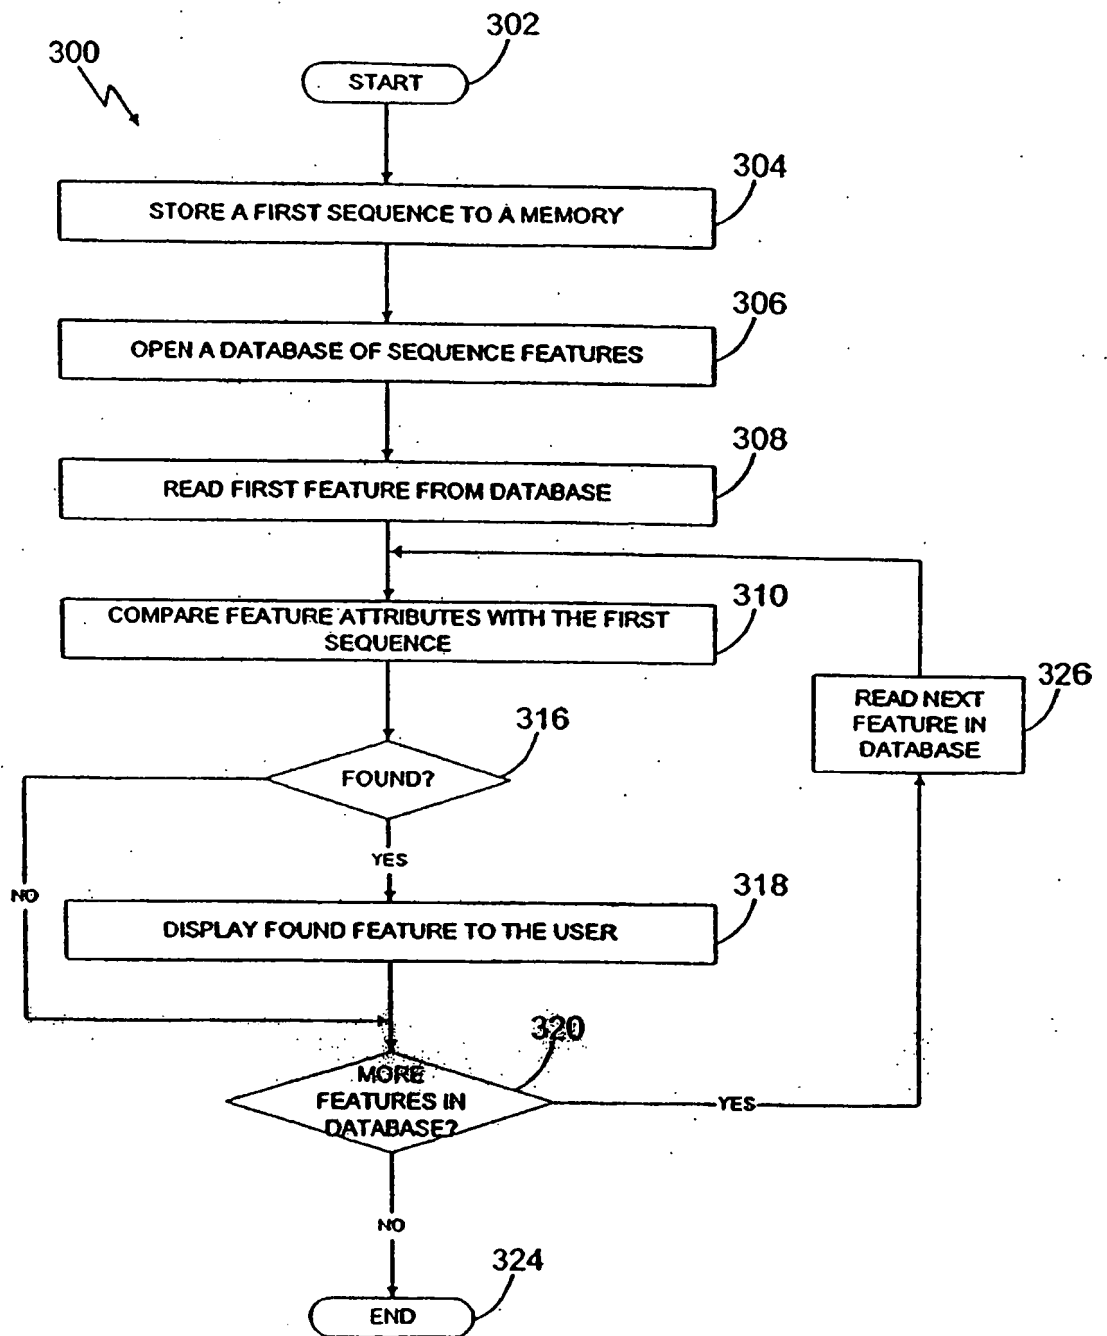 302
300
START
304
STORE A FIRST SEQUENCE TO A MEMORY
306
OPEN A DATABASE OF SEQUENCE FEATURES
308
READ FIRST FEATURE FROM DATABASE
310
COMPARE FEATURE ATTRIBUTES WITH THE FIRST
SEQUENCE
326
READ NEXT
FEATURE IN
DATABASE
316
FOUND?
YES
NO
318
DISPLAY FOUND FEATURE TO THE USER
320
MORE
FEATURES IN
DATABASE?
YES
NO
324
END